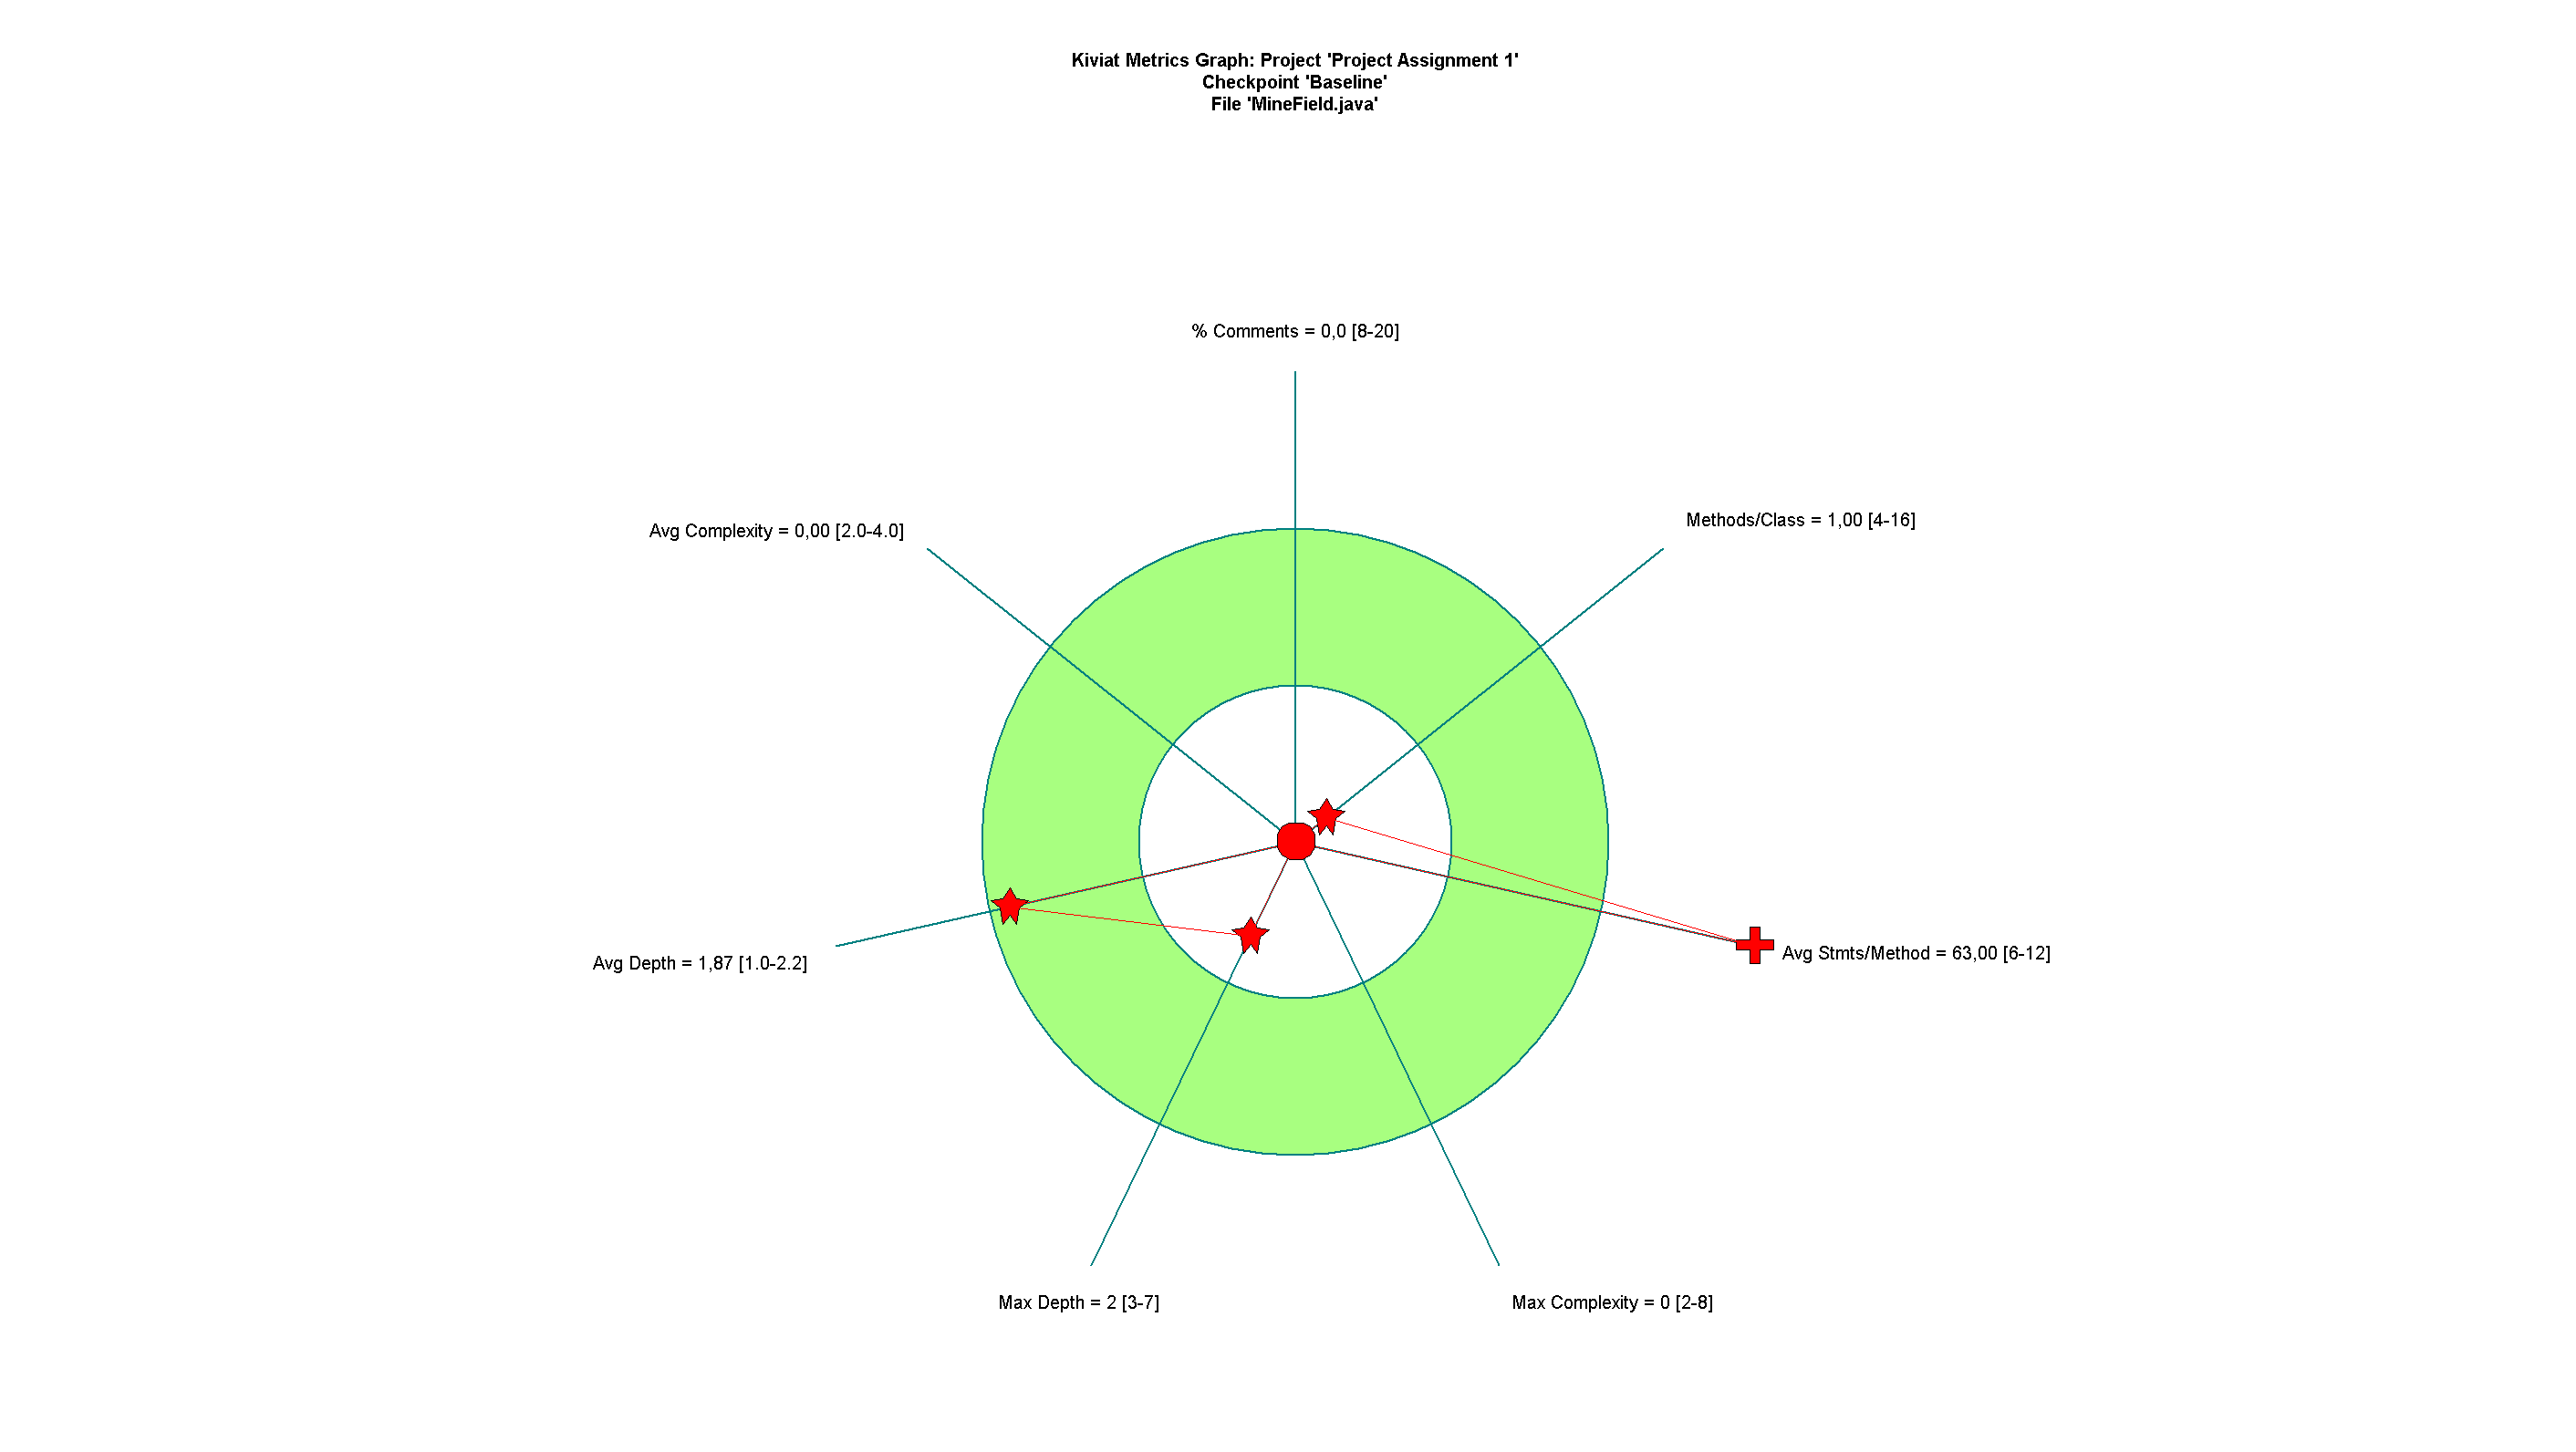 Kiviat Metrics Graph: Project 'Project Assignment 1'
Checkpoint 'Baseline'
File 'MineField.java'
% Comments = 0,0 [8-20]
Methods/Class = 1,00 [4-16]
Avg Complexity = 0,00 [2.0-4.0]
Avg Stmts/Method = 63,00 [6-12]
Avg Depth = 1,87 [1.0-2.2]
Max Depth = 2 [3-7]
Max Complexity = 0 [2-8]